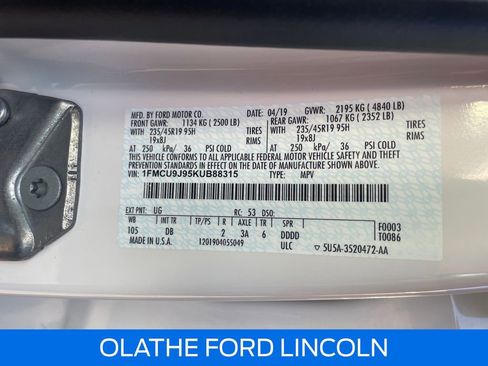 MFD. BY FORD MOTOR CO.
04/19 GVWR: 2195 KG ( 4840 LB)
FRONT GAWR: 1134 KG ( 2500 LB) REAR GAWR: 1067 KG ( 2352 LB)
WITH WITH
235/45R19 95H TIRES 235/45R19 95H TIRES
19x8J RIMS 19x8J RIMS
AT 250 kPa/ 36 PSI COLD AT 250 kPa/ 36 PSI COLD
THIS VEHICLE CONFORMS TO ALL APPLICABLE FEDERAL MOTOR VEHICLE
SAFETY AND THEFT PREVENTION STANDARDS IN EFFECT ON THE DATE OF MANUFACTURE SHOWN ABOVE.
VIN: 1FMCU9J95KUB88315 TYPE: MPV
EXT PNT: UG RC: 53 DSO:
WB INT TR TP/PS R AXLE TR SPR
105 DB 2 3A 6 DDDD
F0003
T0086
MADE IN U.S.A. 1201904055049 ULC 5U5A-3520472-AA
OLATHE FORD LINCOLN